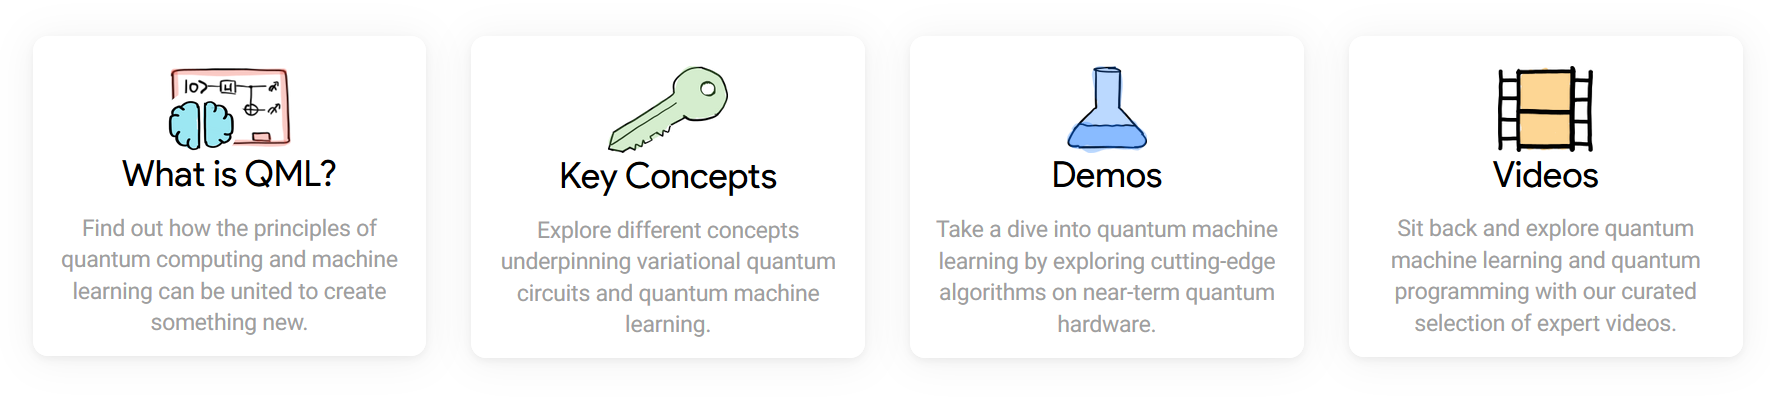 |0> U
What is QML?
Find out how the principles of
quantum computing and machine
learning can be united to create
something new.
Key Concepts
Explore different concepts
underpinning variational quantum
circuits and quantum machine
learning.
Demos
Take a dive into quantum machine
learning by exploring cutting-edge
algorithms on near-term quantum
hardware.
Videos
Sit back and explore quantum
machine learning and quantum
programming with our curated
selection of expert videos.